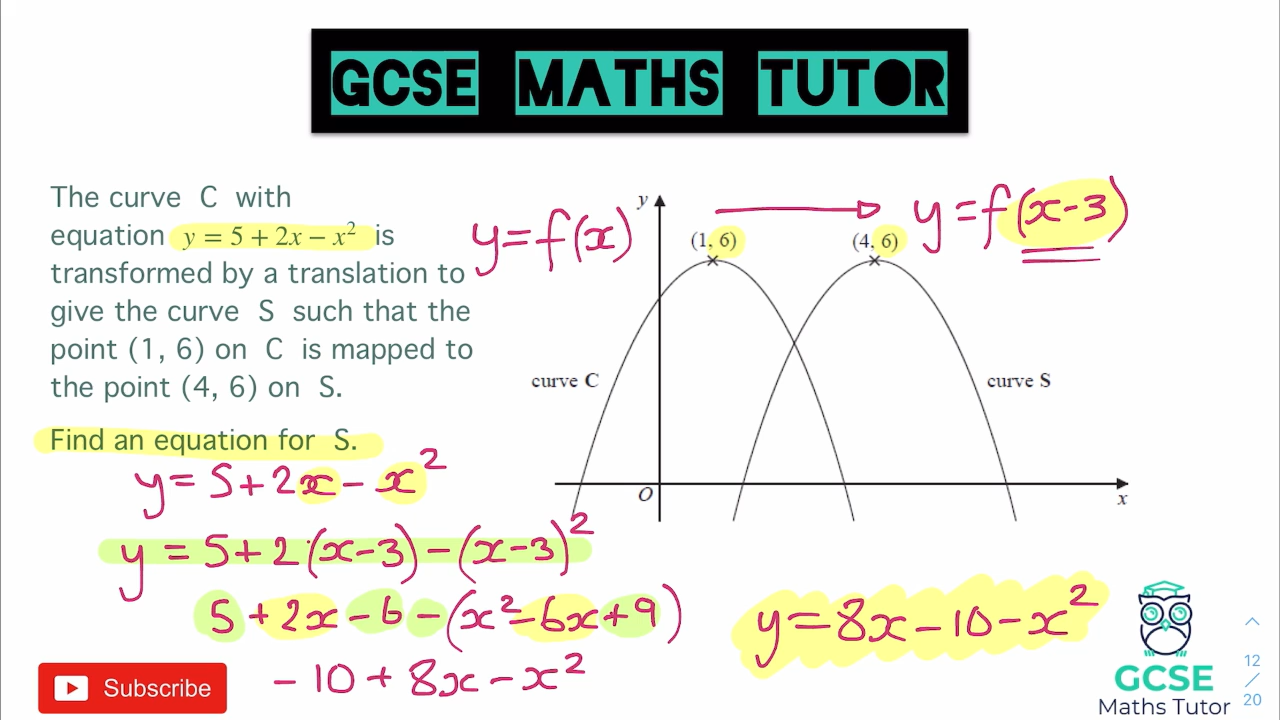 GCSE MATHS TUTOR
The curve C with
equation y = 5 + 2x − x² is
transformed by a translation to
give the curve S such that the
point (1, 6) on C is mapped to
the point (4, 6) on S.
Find an equation for S.
y = 5 + 2x − x²
y = 5 + 2(x−3) − (x−3)²
5 + 2x − 6 − (x² − 6x + 9)
− 10 + 8x − x²
y = f(x)
y
y = f(x−3)
(1, 6)
(4, 6)
curve C
curve S
O
x
y = 8x − 10 − x²
Subscribe
GCSE
Maths Tutor
12
/
20